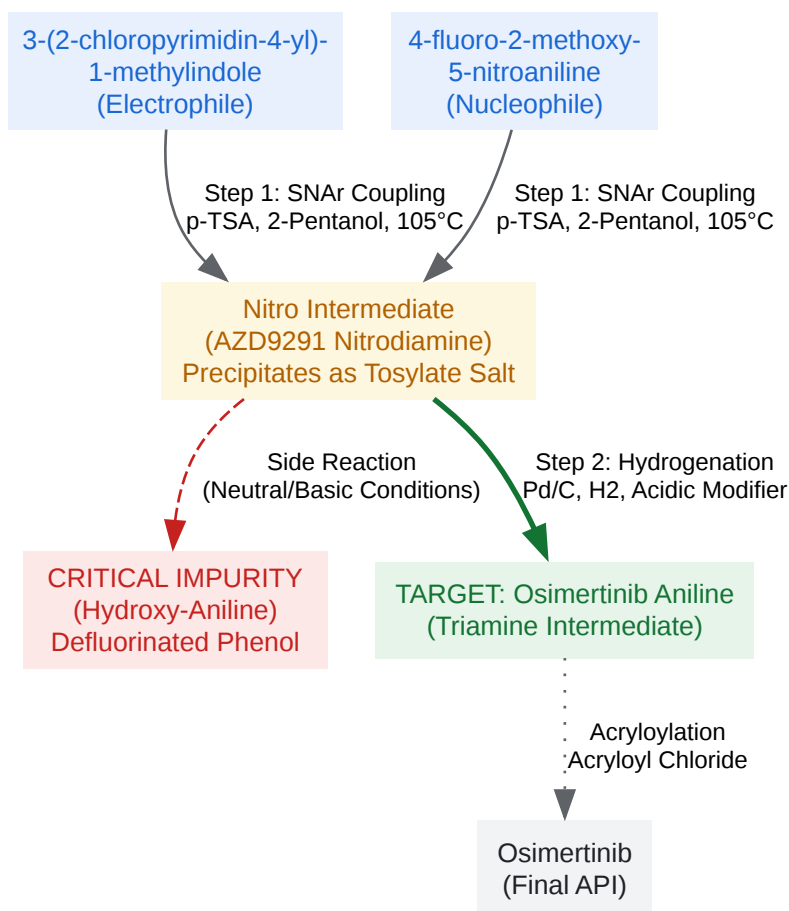 3-(2-chloropyrimidin-4-yl)-
1-methylindole
(Electrophile)
4-fluoro-2-methoxy-
5-nitroaniline
(Nucleophile)
Step 1: SNAr Coupling
p-TSA, 2-Pentanol, 105°C
Step 1: SNAr Coupling
p-TSA, 2-Pentanol, 105°C
Nitro Intermediate
(AZD9291 Nitrodiamine)
Precipitates as Tosylate Salt
Side Reaction
(Neutral/Basic Conditions)
Step 2: Hydrogenation
Pd/C, H2, Acidic Modifier
CRITICAL IMPURITY
(Hydroxy-Aniline)
Defluorinated Phenol
TARGET: Osimertinib Aniline
(Triamine Intermediate)
Acryloylation
Acryloyl Chloride
Osimertinib
(Final API)